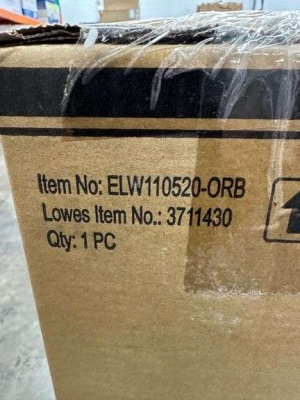 Item No: ELW110520-ORB
Lowes Item No.: 3711430
Qty: 1 PC